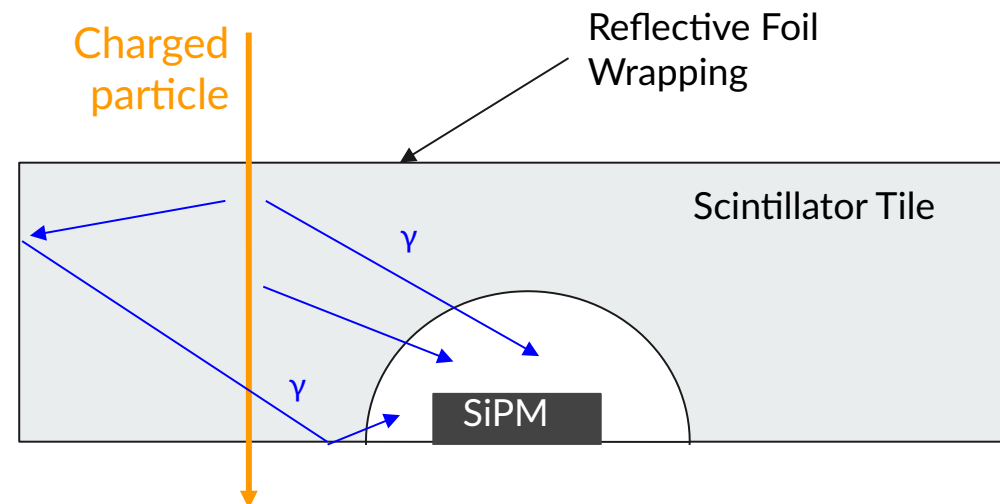 Charged
particle
Reflective Foil
Wrapping
Scintillator Tile
γ
γ
SiPM